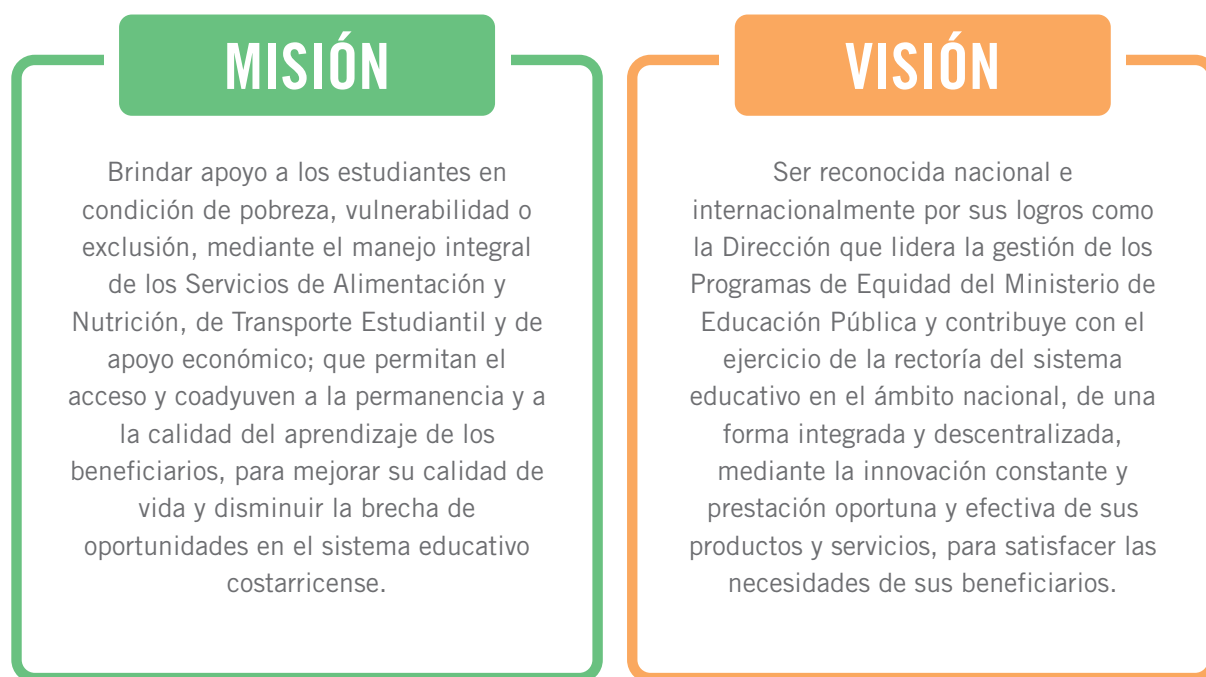 MISIÓN
Brindar apoyo a los estudiantes en
condición de pobreza, vulnerabilidad o
exclusión, mediante el manejo integral
de los Servicios de Alimentación y
Nutrición, de Transporte Estudiantil y de
apoyo económico; que permitan el
acceso y coadyuven a la permanencia y a
la calidad del aprendizaje de los
beneficiarios, para mejorar su calidad de
vida y disminuir la brecha de
oportunidades en el sistema educativo
costarricense.
VISIÓN
Ser reconocida nacional e
internacionalmente por sus logros como
la Dirección que lidera la gestión de los
Programas de Equidad del Ministerio de
Educación Pública y contribuye con el
ejercicio de la rectoría del sistema
educativo en el ámbito nacional, de una
forma integrada y descentralizada,
mediante la innovación constante y
prestación oportuna y efectiva de sus
productos y servicios, para satisfacer las
necesidades de sus beneficiarios.